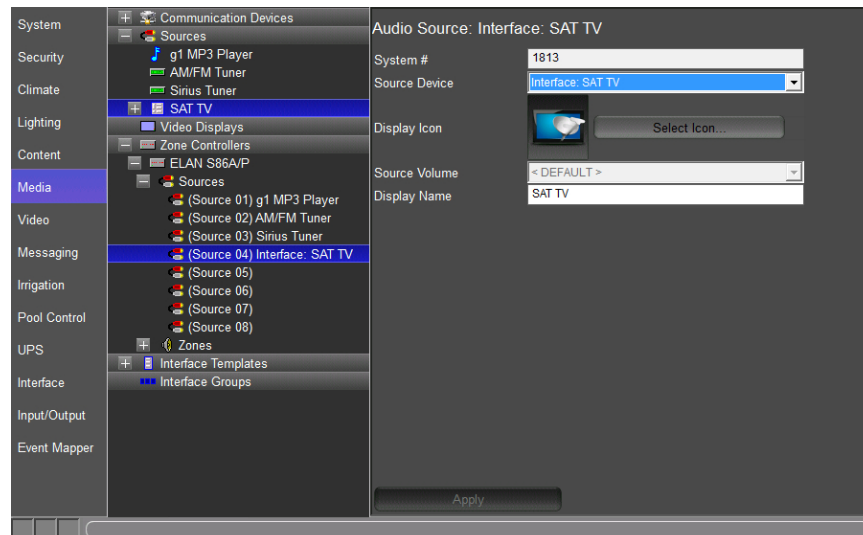 System
Security
Climate
Lighting
Content
Media
Video
Messaging
Irrigation
Pool Control
UPS
Interface
Input/Output
Event Mapper
Communication Devices
Sources
g1 MP3 Player
AM/FM Tuner
Sirius Tuner
SAT TV
Video Displays
Zone Controllers
ELAN S86A/P
Sources
(Source 01) g1 MP3 Player
(Source 02) AM/FM Tuner
(Source 03) Sirius Tuner
(Source 04) Interface: SAT TV
(Source 05)
(Source 06)
(Source 07)
(Source 08)
Zones
Interface Templates
Interface Groups
Audio Source: Interface: SAT TV
System # 1813
Source Device Interface: SAT TV
Display Icon Select Icon...
Source Volume < DEFAULT >
Display Name SAT TV
Apply